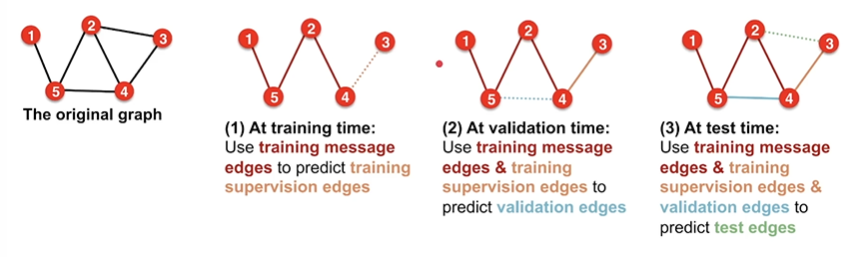 1
2
3
5
4
The original graph
1
2
3
5
4
(1) At training time:
Use training message
edges to predict training
supervision edges
1
2
3
5
4
(2) At validation time:
Use training message
edges & training
supervision edges to
predict validation edges
1
2
3
5
4
(3) At test time:
Use training message
edges & training
supervision edges &
validation edges to
predict test edges